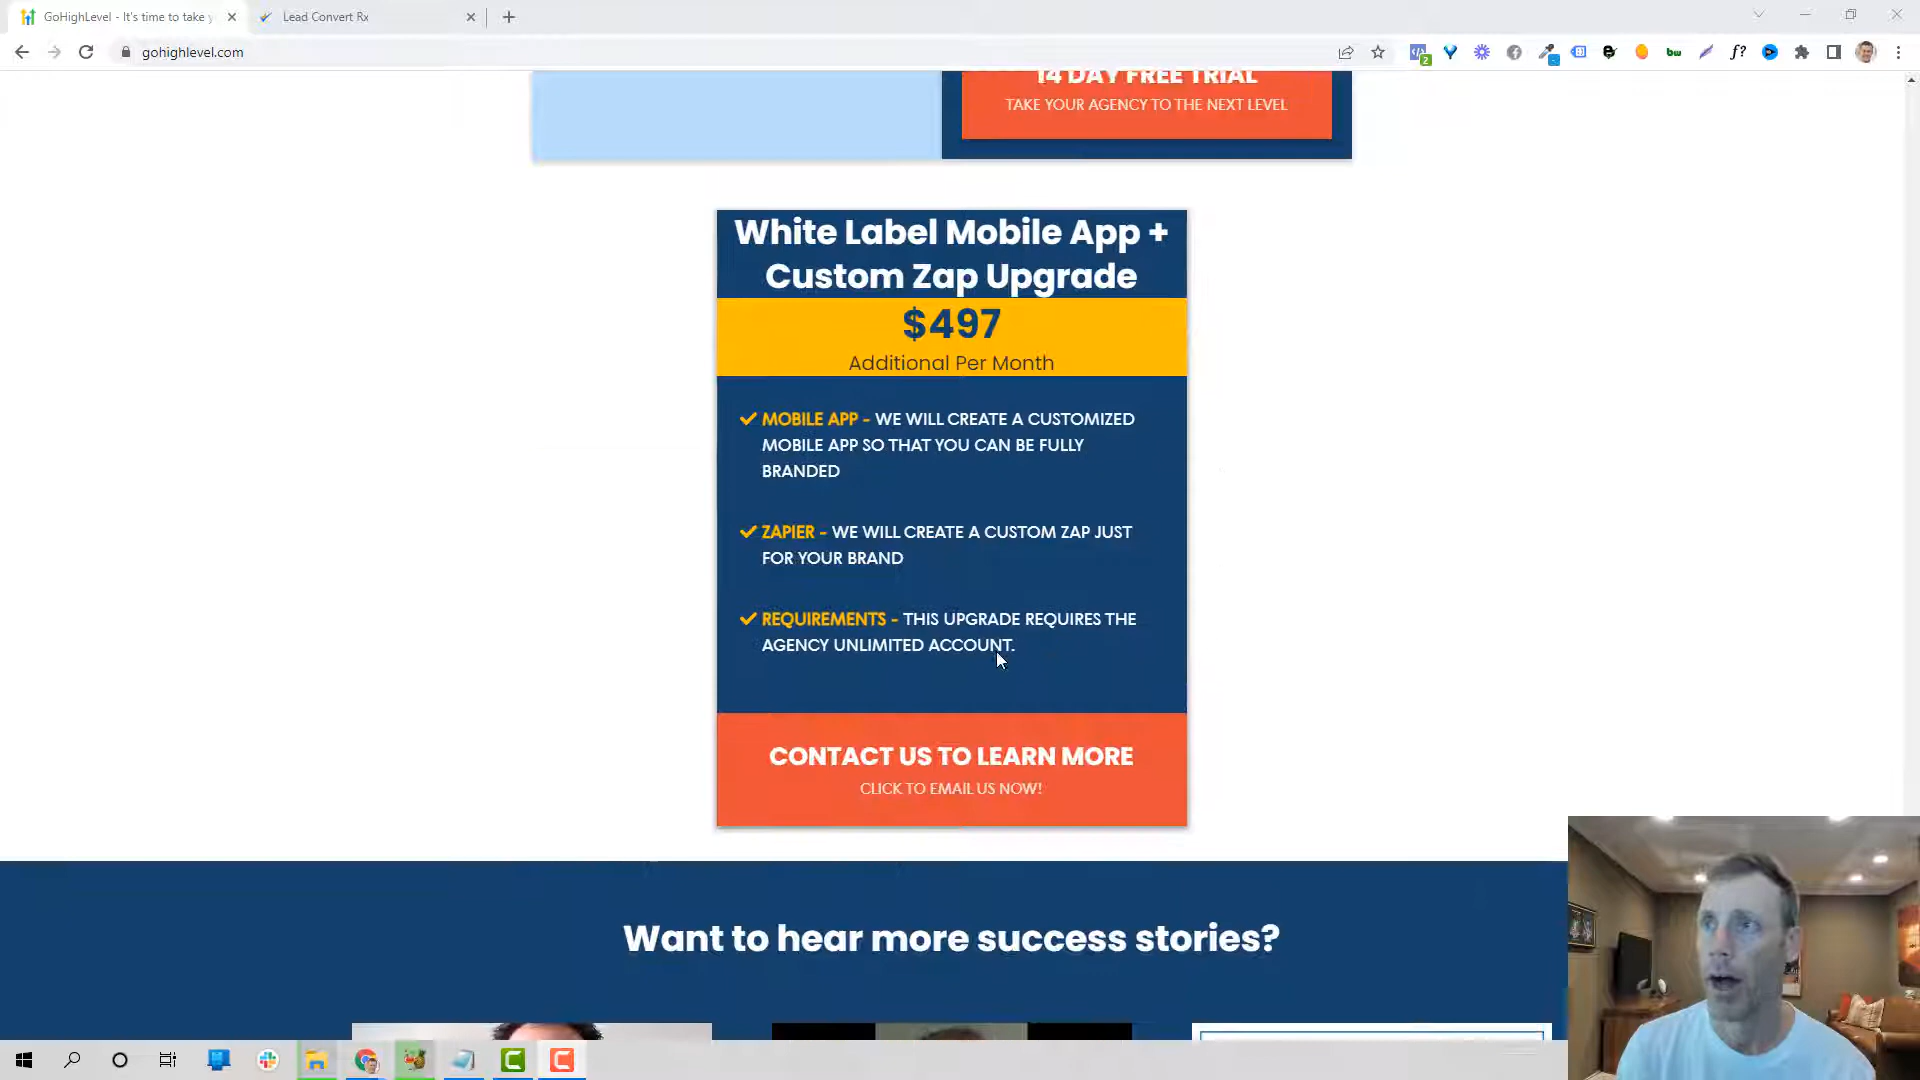 GoHighLevel - It's time to take y
Lead Convert Rx
gohighlevel.com
2
bw
f?
14 DAY FREE TRIAL
TAKE YOUR AGENCY TO THE NEXT LEVEL
White Label Mobile App +
Custom Zap Upgrade
$497
Additional Per Month
MOBILE APP - WE WILL CREATE A CUSTOMIZED
MOBILE APP SO THAT YOU CAN BE FULLY
BRANDED
ZAPIER - WE WILL CREATE A CUSTOM ZAP JUST
FOR YOUR BRAND
REQUIREMENTS - THIS UPGRADE REQUIRES THE
AGENCY UNLIMITED ACCOUNT.
CONTACT US TO LEARN MORE
CLICK TO EMAIL US NOW!
Want to hear more success stories?